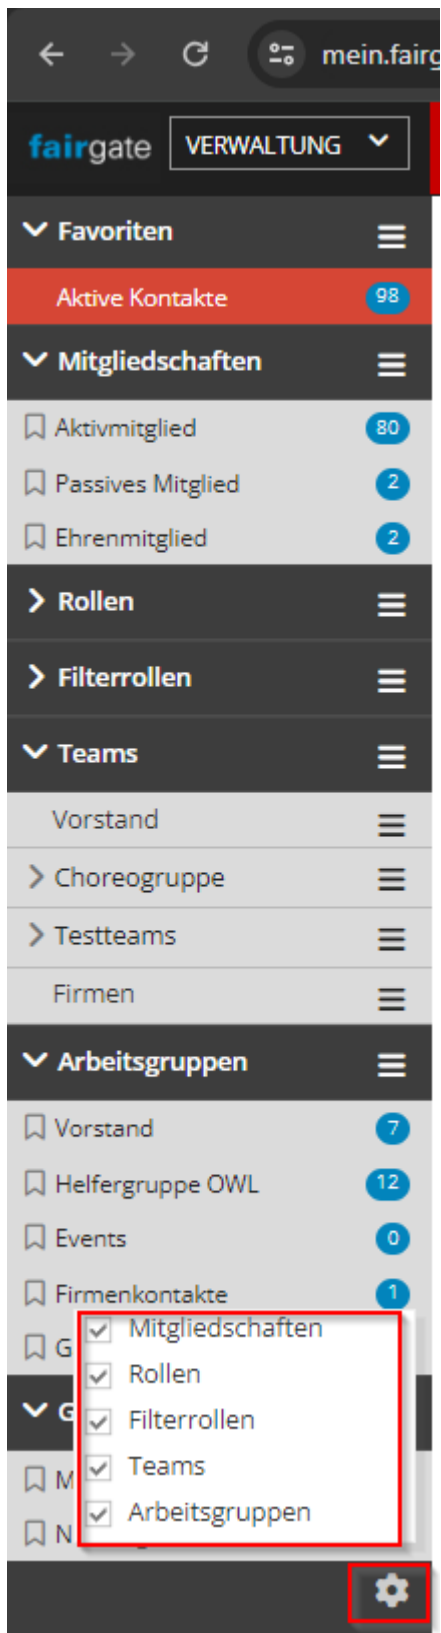 mein.fairg
fairgate VERWALTUNG
Favoriten
Aktive Kontakte 98
Mitgliedschaften
Aktivmitglied 80
Passives Mitglied 2
Ehrenmitglied 2
Rollen
Filterrollen
Teams
Vorstand
Choreogruppe
Testteams
Firmen
Arbeitsgruppen
Vorstand 7
Helfergruppe OWL 12
Events 0
Firmenkontakte 1
G
Mitgliedschaften
Rollen
G
Filterrollen
M
Teams
N
Arbeitsgruppen